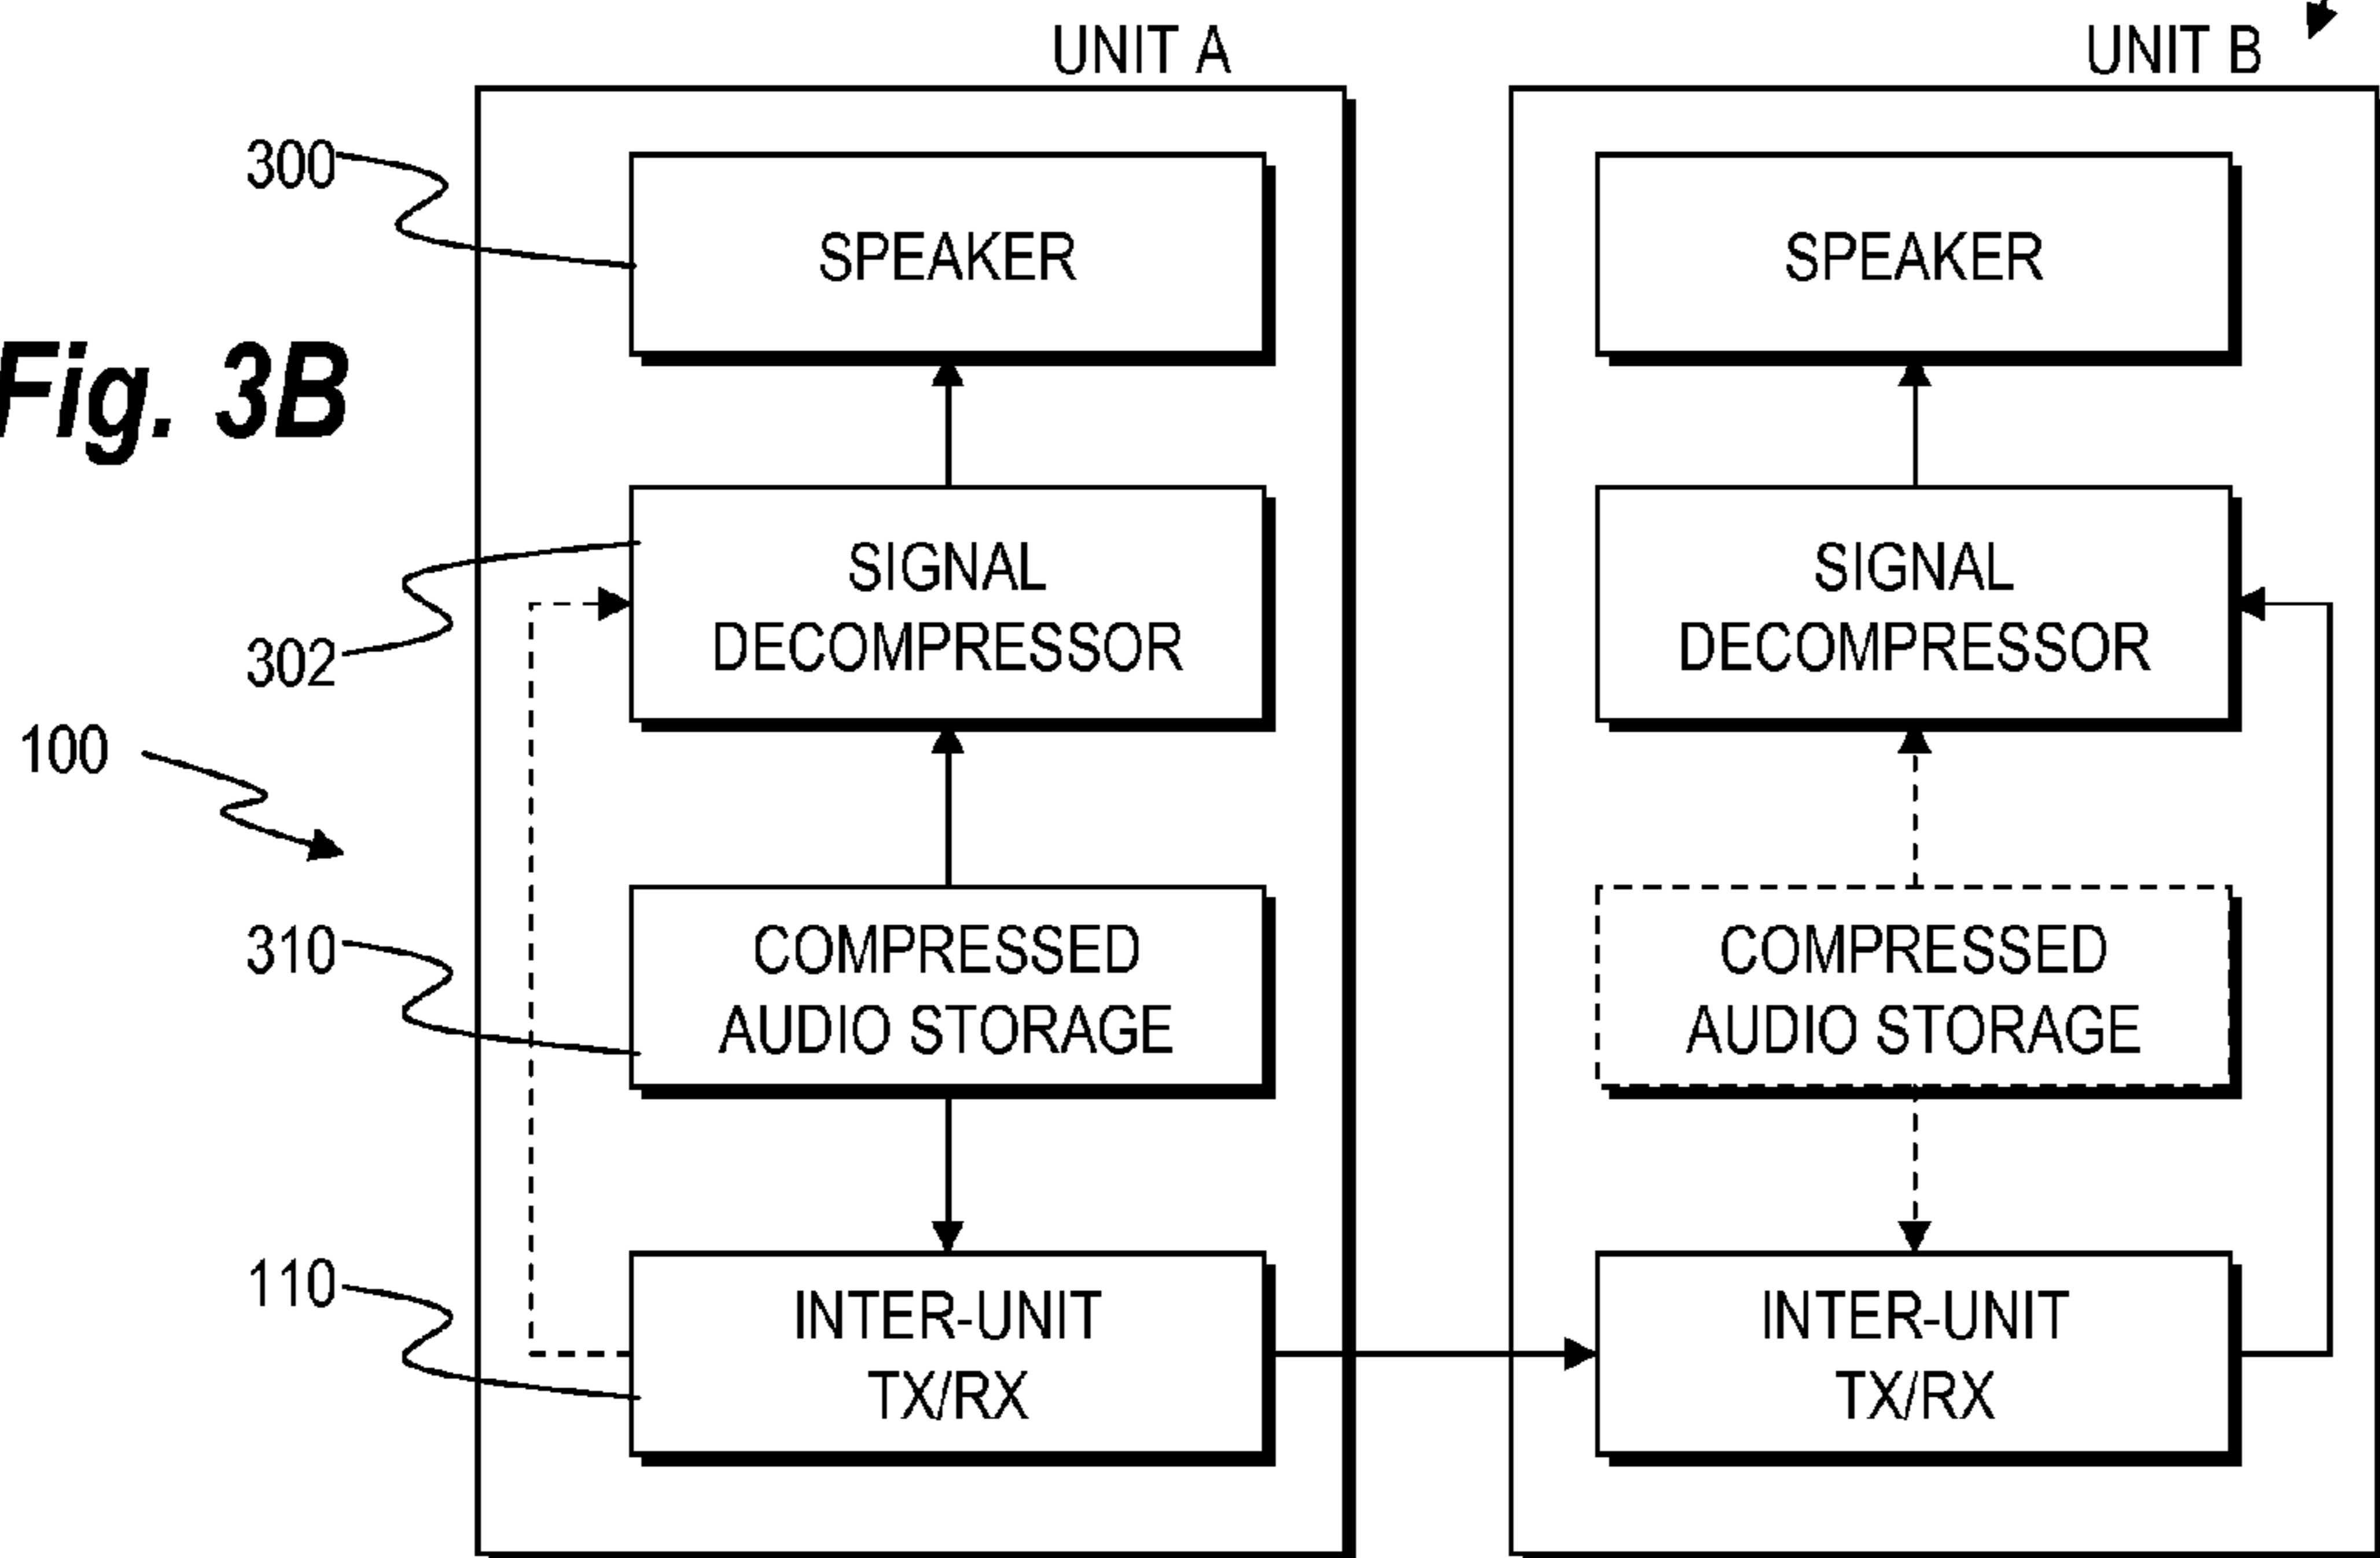 UNIT A
UNIT B
300
SPEAKER
SPEAKER
Fig. 3B
SIGNAL
DECOMPRESSOR
SIGNAL
DECOMPRESSOR
302
100
310
COMPRESSED
AUDIO STORAGE
COMPRESSED
AUDIO STORAGE
110
INTER-UNIT
TX/RX
INTER-UNIT
TX/RX